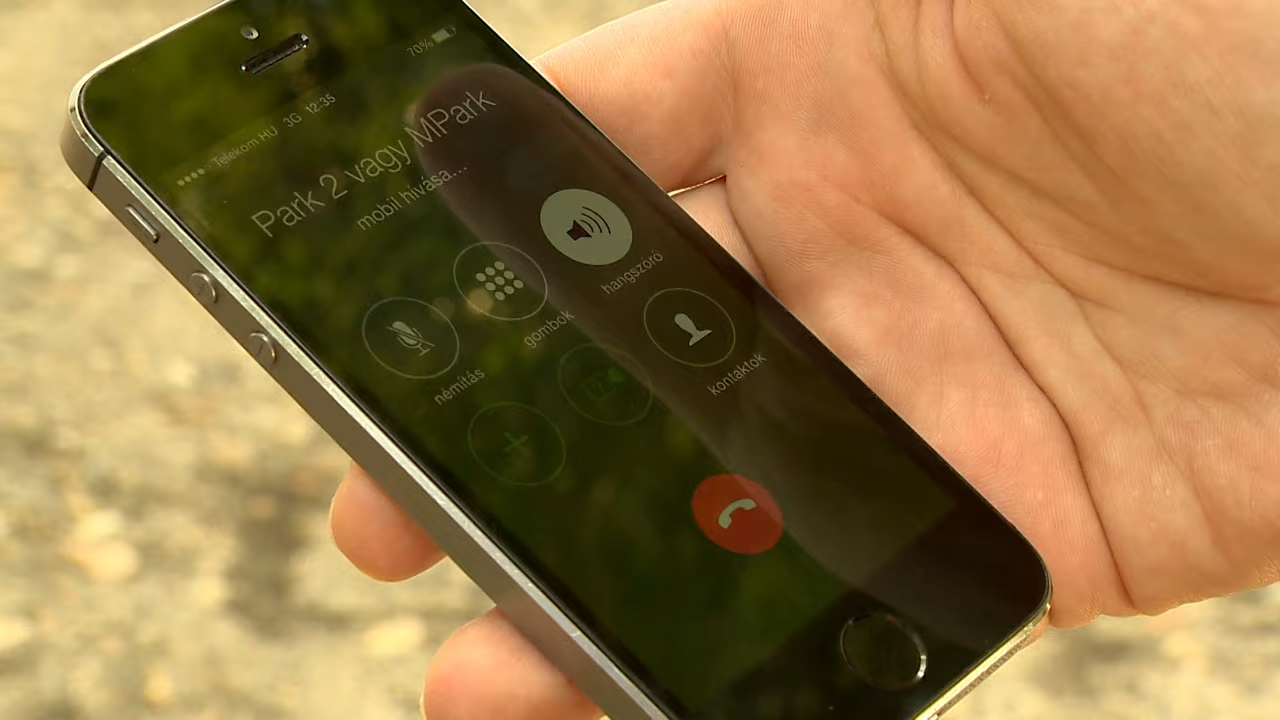 Telekom HU 3G 12:35 70%
Park 2 vagy MPark
mobil hívása...
némítás gombok hangszóró
kontaktok